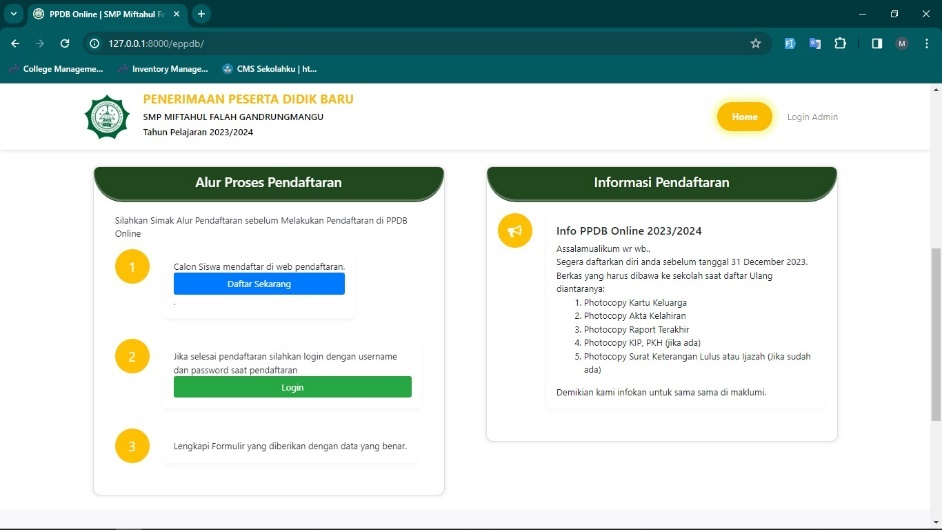 PPDB Online | SMP Miftahul Fa
127.0.0.1:8000/eppdb/
M
College Manageme...
Inventory Manage...
CMS Sekolahku | ht...
PENERIMAAN PESERTA DIDIK BARU
SMP MIFTAHUL FALAH GANDRUNGMANGU
Tahun Pelajaran 2023/2024
Home
Login Admin
Alur Proses Pendaftaran
Silahkan Simak Alur Pendaftaran sebelum Melakukan Pendaftaran di PPDB
Online
1
Calon Siswa mendaftar di web pendaftaran.
Daftar Sekarang
.
2
Jika selesai pendaftaran silahkan login dengan username
dan password saat pendaftaran
Login
3
Lengkapi Formulir yang diberikan dengan data yang benar.
Informasi Pendaftaran
Info PPDB Online 2023/2024
Assalamualikum wr wb..
Segera daftarkan diri anda sebelum tanggal 31 December 2023.
Berkas yang harus dibawa ke sekolah saat daftar Ulang
diantaranya:
1. Photocopy Kartu Keluarga
2. Photocopy Akta Kelahiran
3. Photocopy Raport Terakhir
4. Photocopy KIP, PKH (jika ada)
5. Photocopy Surat Keterangan Lulus atau Ijazah (Jika sudah
ada)
Demikian kami infokan untuk sama sama di maklumi.